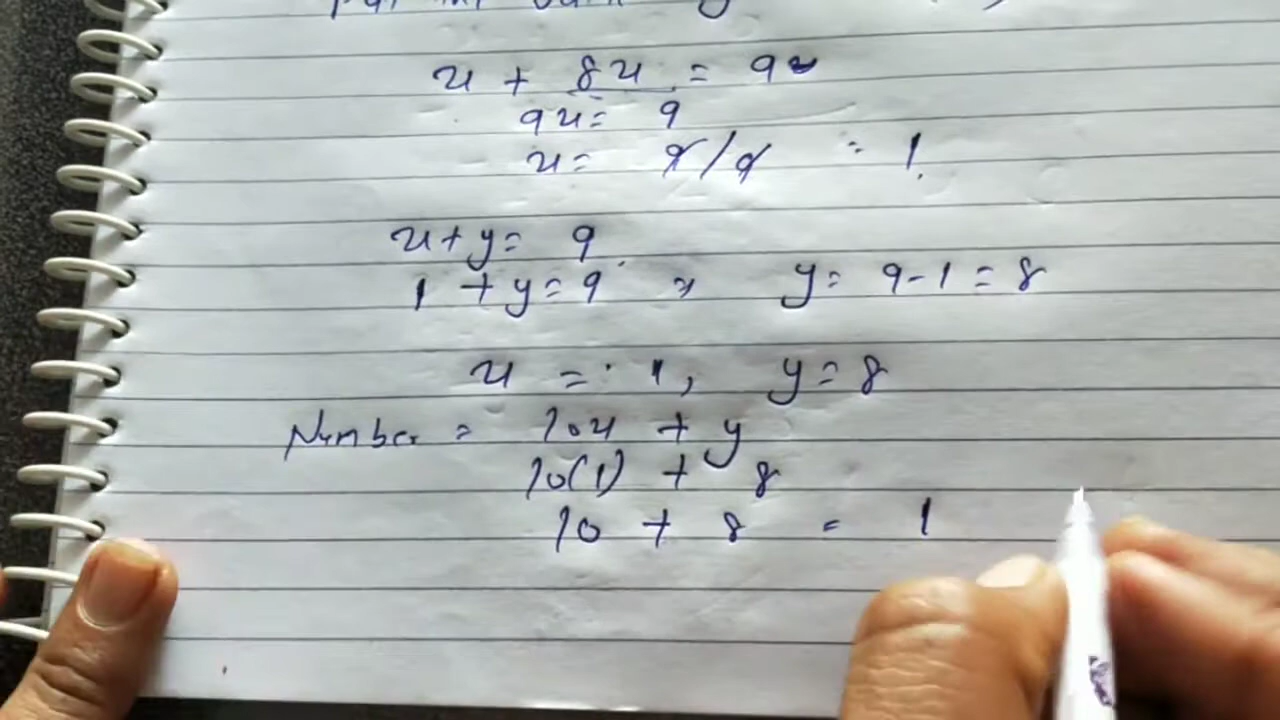 x + 8x = 9
9x = 9
x = 9/9 = 1.
x + y = 9
1 + y = 9 ⇒ y = 9 - 1 = 8
x = 1, y = 8
Number = 10x + y
10(1) + 8
10 + 8 = 1